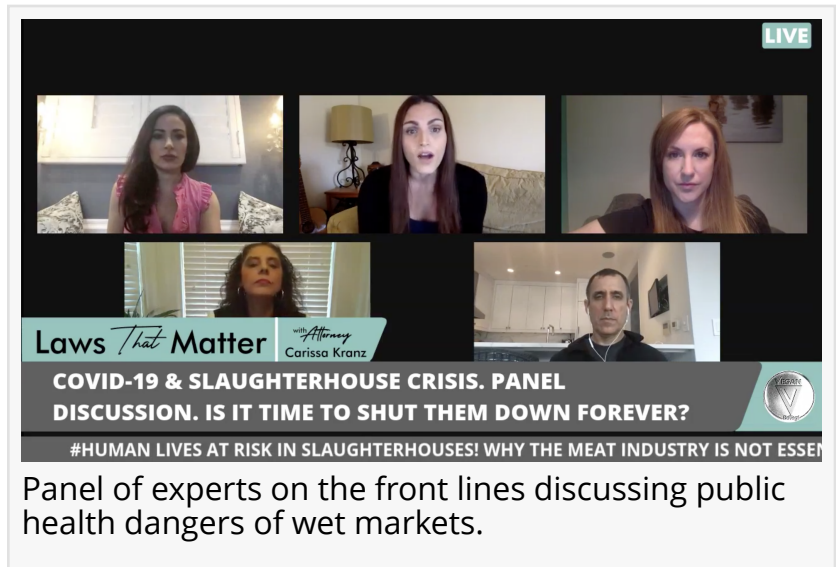 LIVE
Laws That Matter
with Attorney
Carissa Kranz
COVID-19 & SLAUGHTERHOUSE CRISIS. PANEL
DISCUSSION. IS IT TIME TO SHUT THEM DOWN FOREVER?
VEGAN
#HUMAN LIVES AT RISK IN SLAUGHTERHOUSES! WHY THE MEAT INDUSTRY IS NOT ESSEN
Panel of experts on the front lines discussing public
health dangers of wet markets.